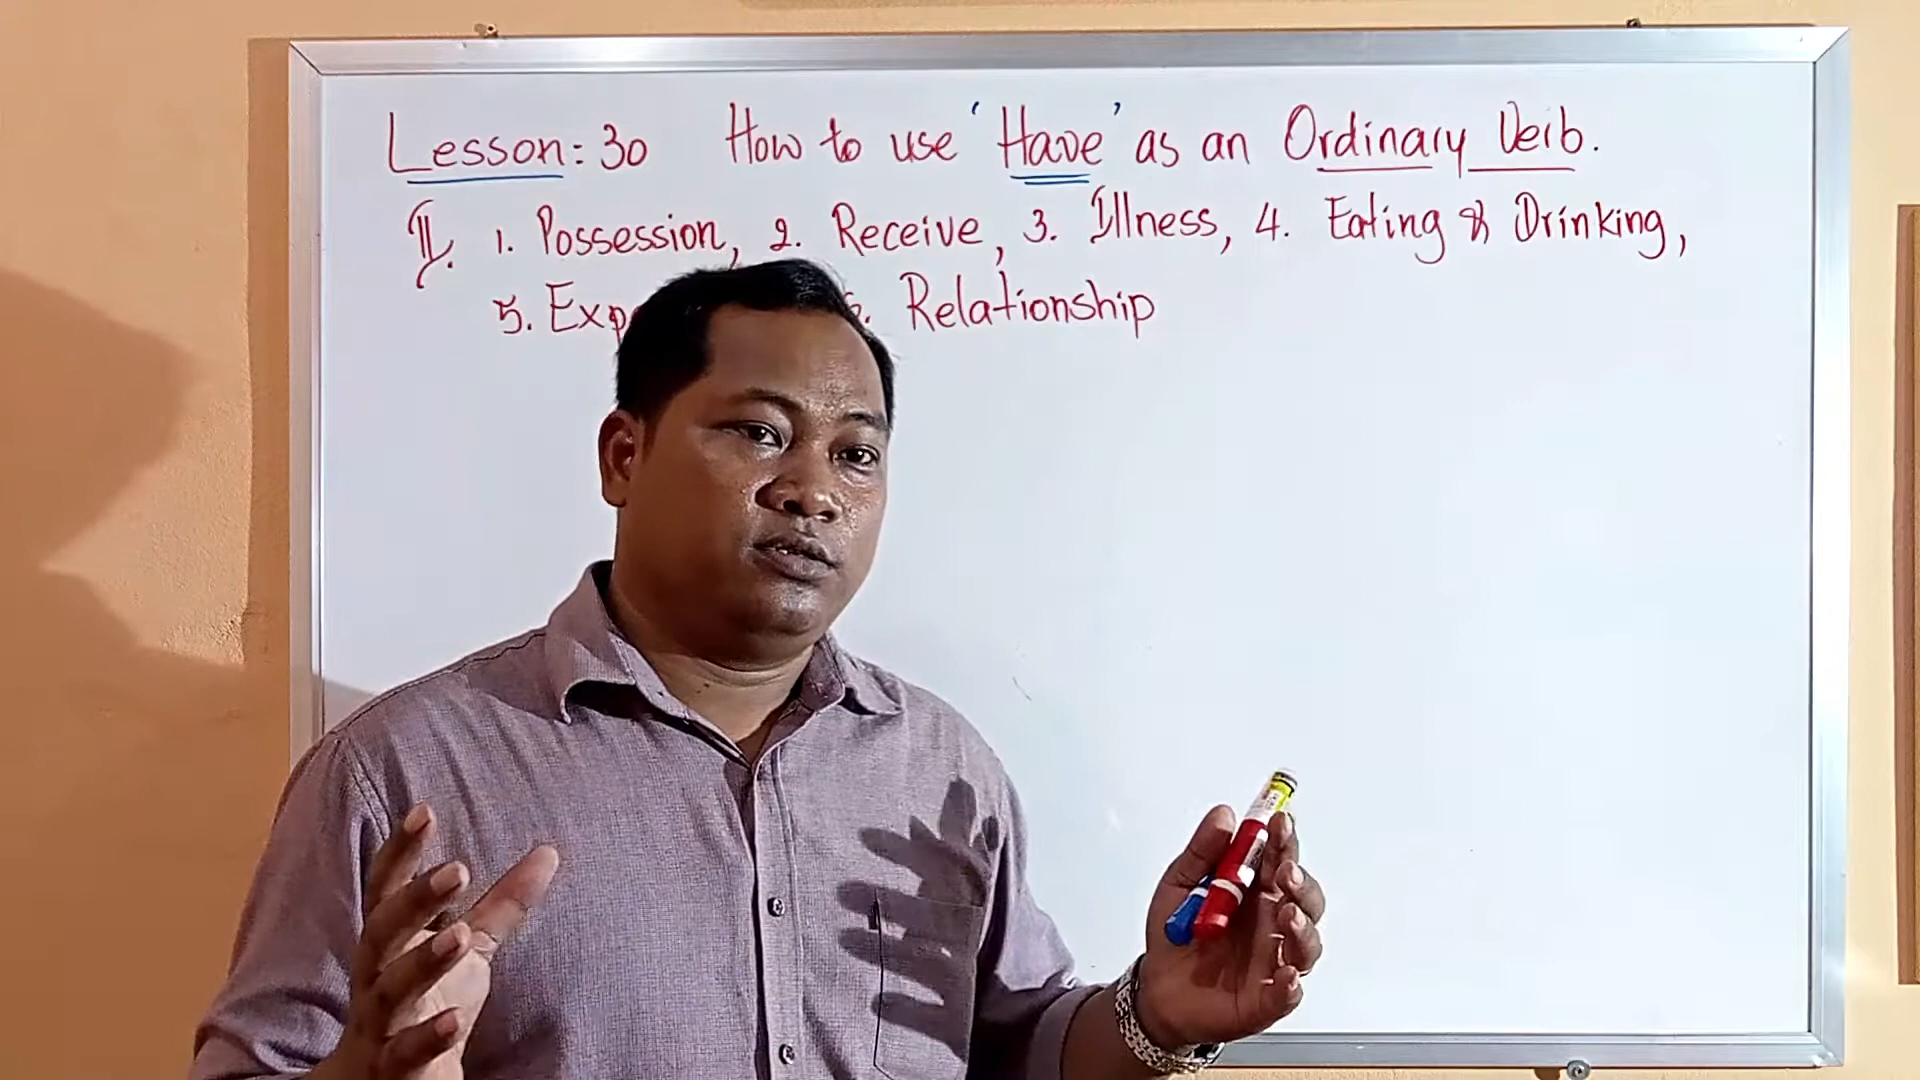 Lesson: 30 How to use 'Have' as an Ordinary Verb.
II. 1. Possession, 2. Receive, 3. Illness, 4. Eating & Drinking,
5. 6. Relationship